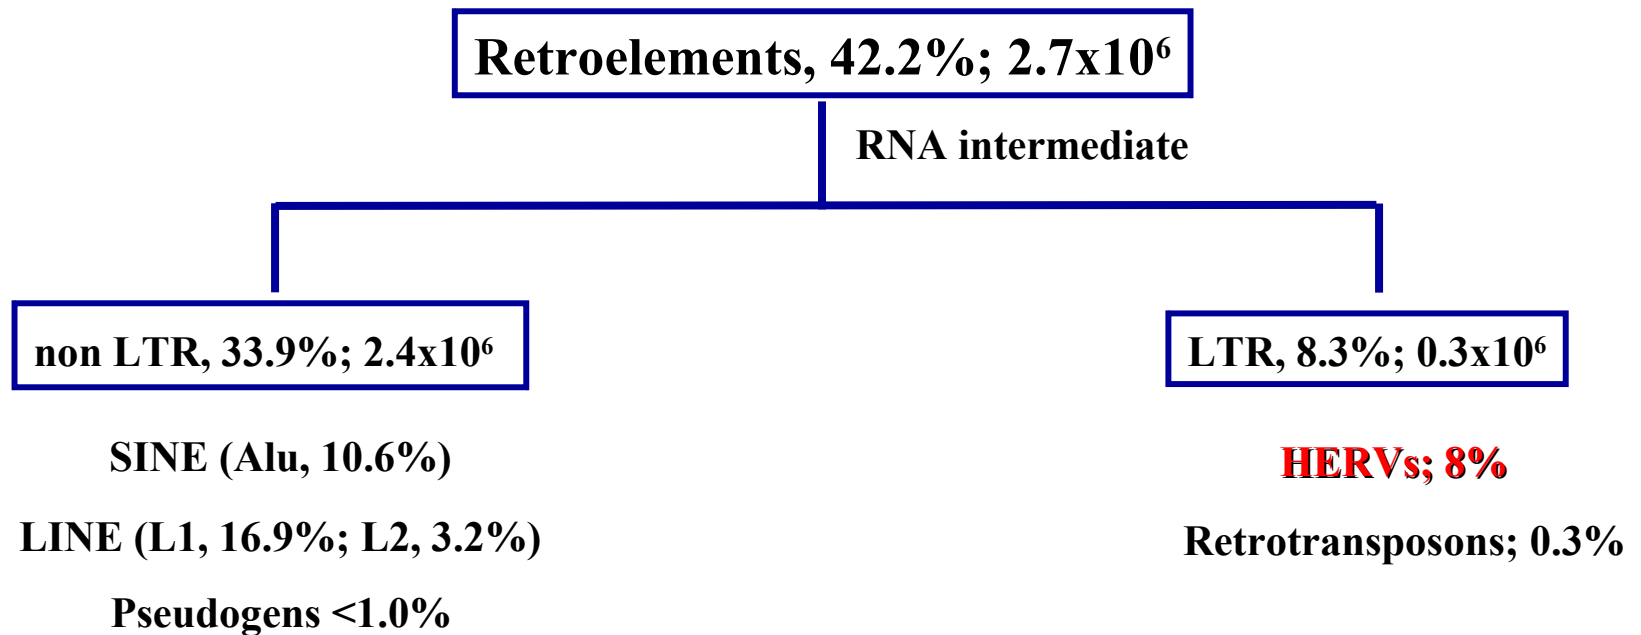 Retroelements, 42.2%; 2.7x10⁶
RNA intermediate
non LTR, 33.9%; 2.4x10⁶
LTR, 8.3%; 0.3x10⁶
SINE (Alu, 10.6%)
HERVs; 8%
LINE (L1, 16.9%; L2, 3.2%)
Retrotransposons; 0.3%
Pseudogens <1.0%